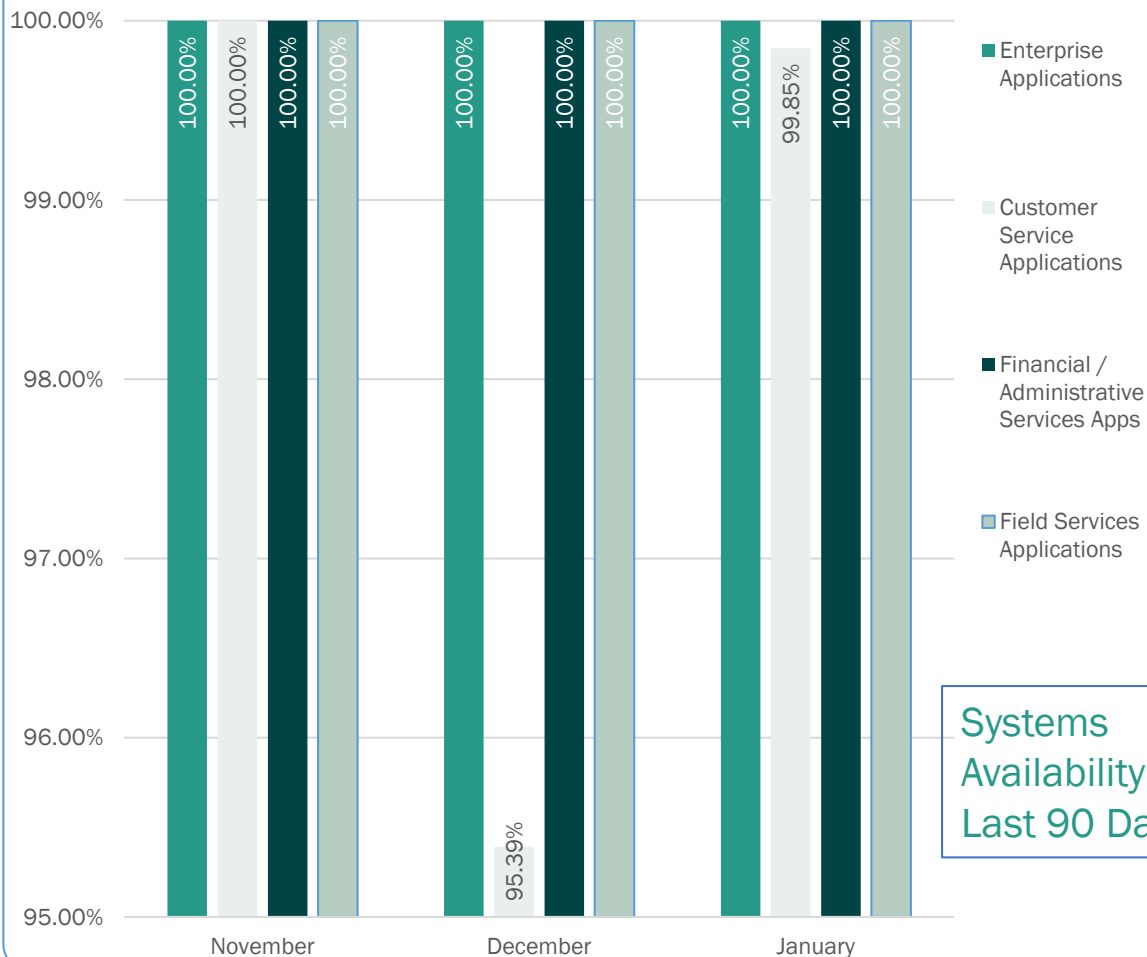 100.00%
99.00%
98.00%
97.00%
96.00%
95.00%
100.00%
100.00%
100.00%
100.00%
100.00%
95.39%
100.00%
100.00%
100.00%
99.85%
100.00%
100.00%
November
December
January
Enterprise
Applications
Customer
Service
Applications
Financial /
Administrative
Services Apps
Field Services
Applications
Systems
Availability
Last 90